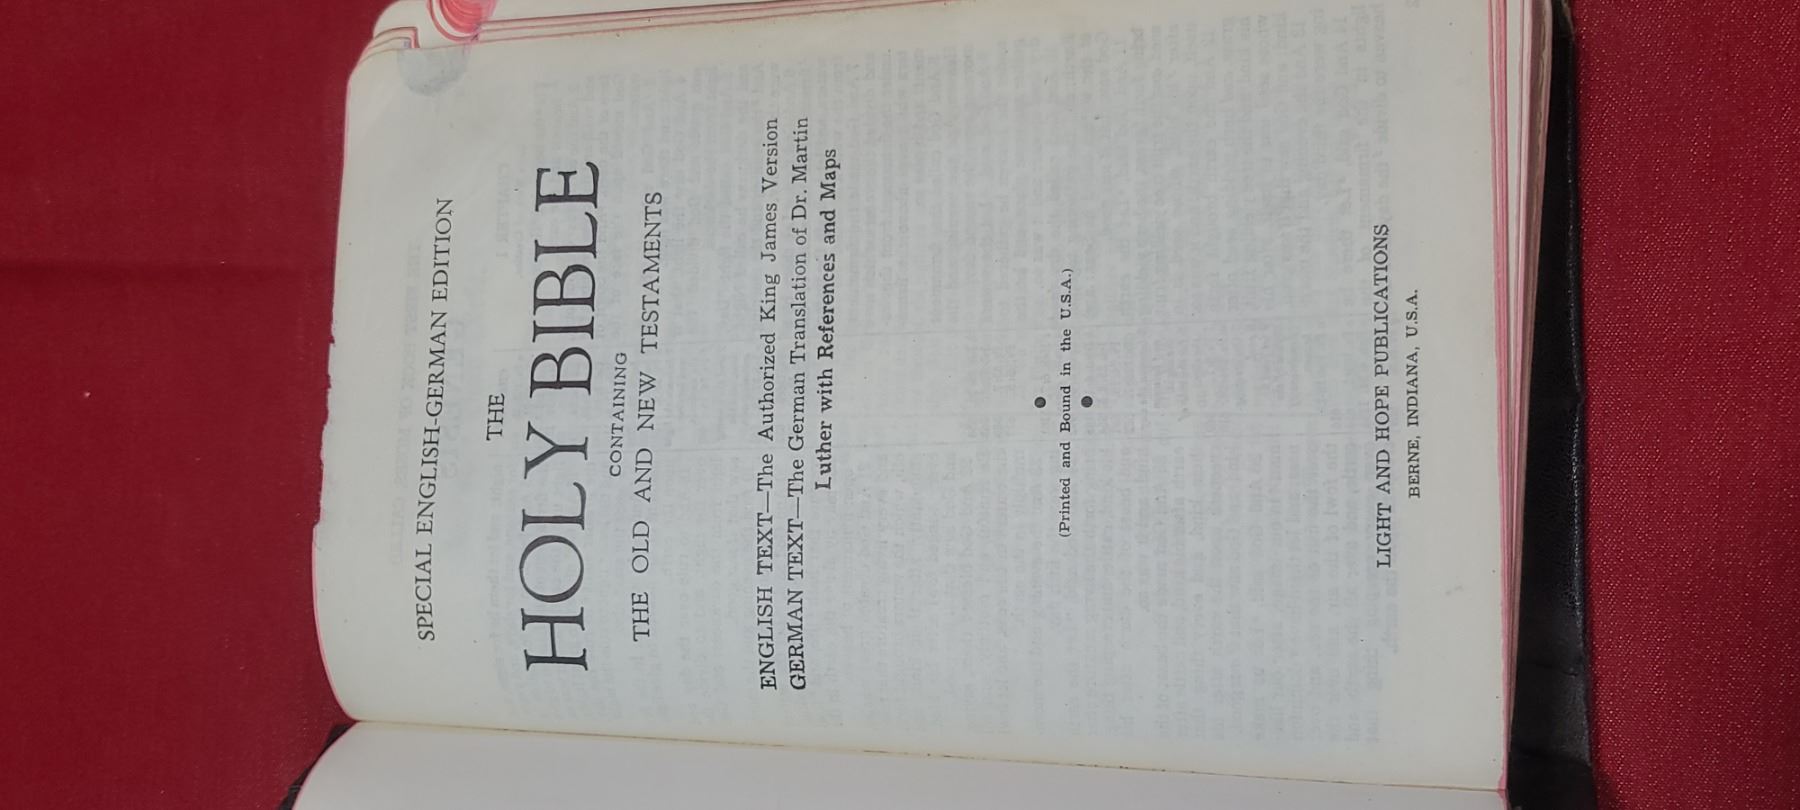 SPECIAL ENGLISH-GERMAN EDITION
THE
HOLY BIBLE
CONTAINING
THE OLD AND NEW TESTAMENTS
ENGLISH TEXT—The Authorized King James Version
GERMAN TEXT—The German Translation of Dr. Martin
Luther with References and Maps
(Printed and Bound in the U.S.A.)
LIGHT AND HOPE PUBLICATIONS
BERNE, INDIANA, U.S.A.